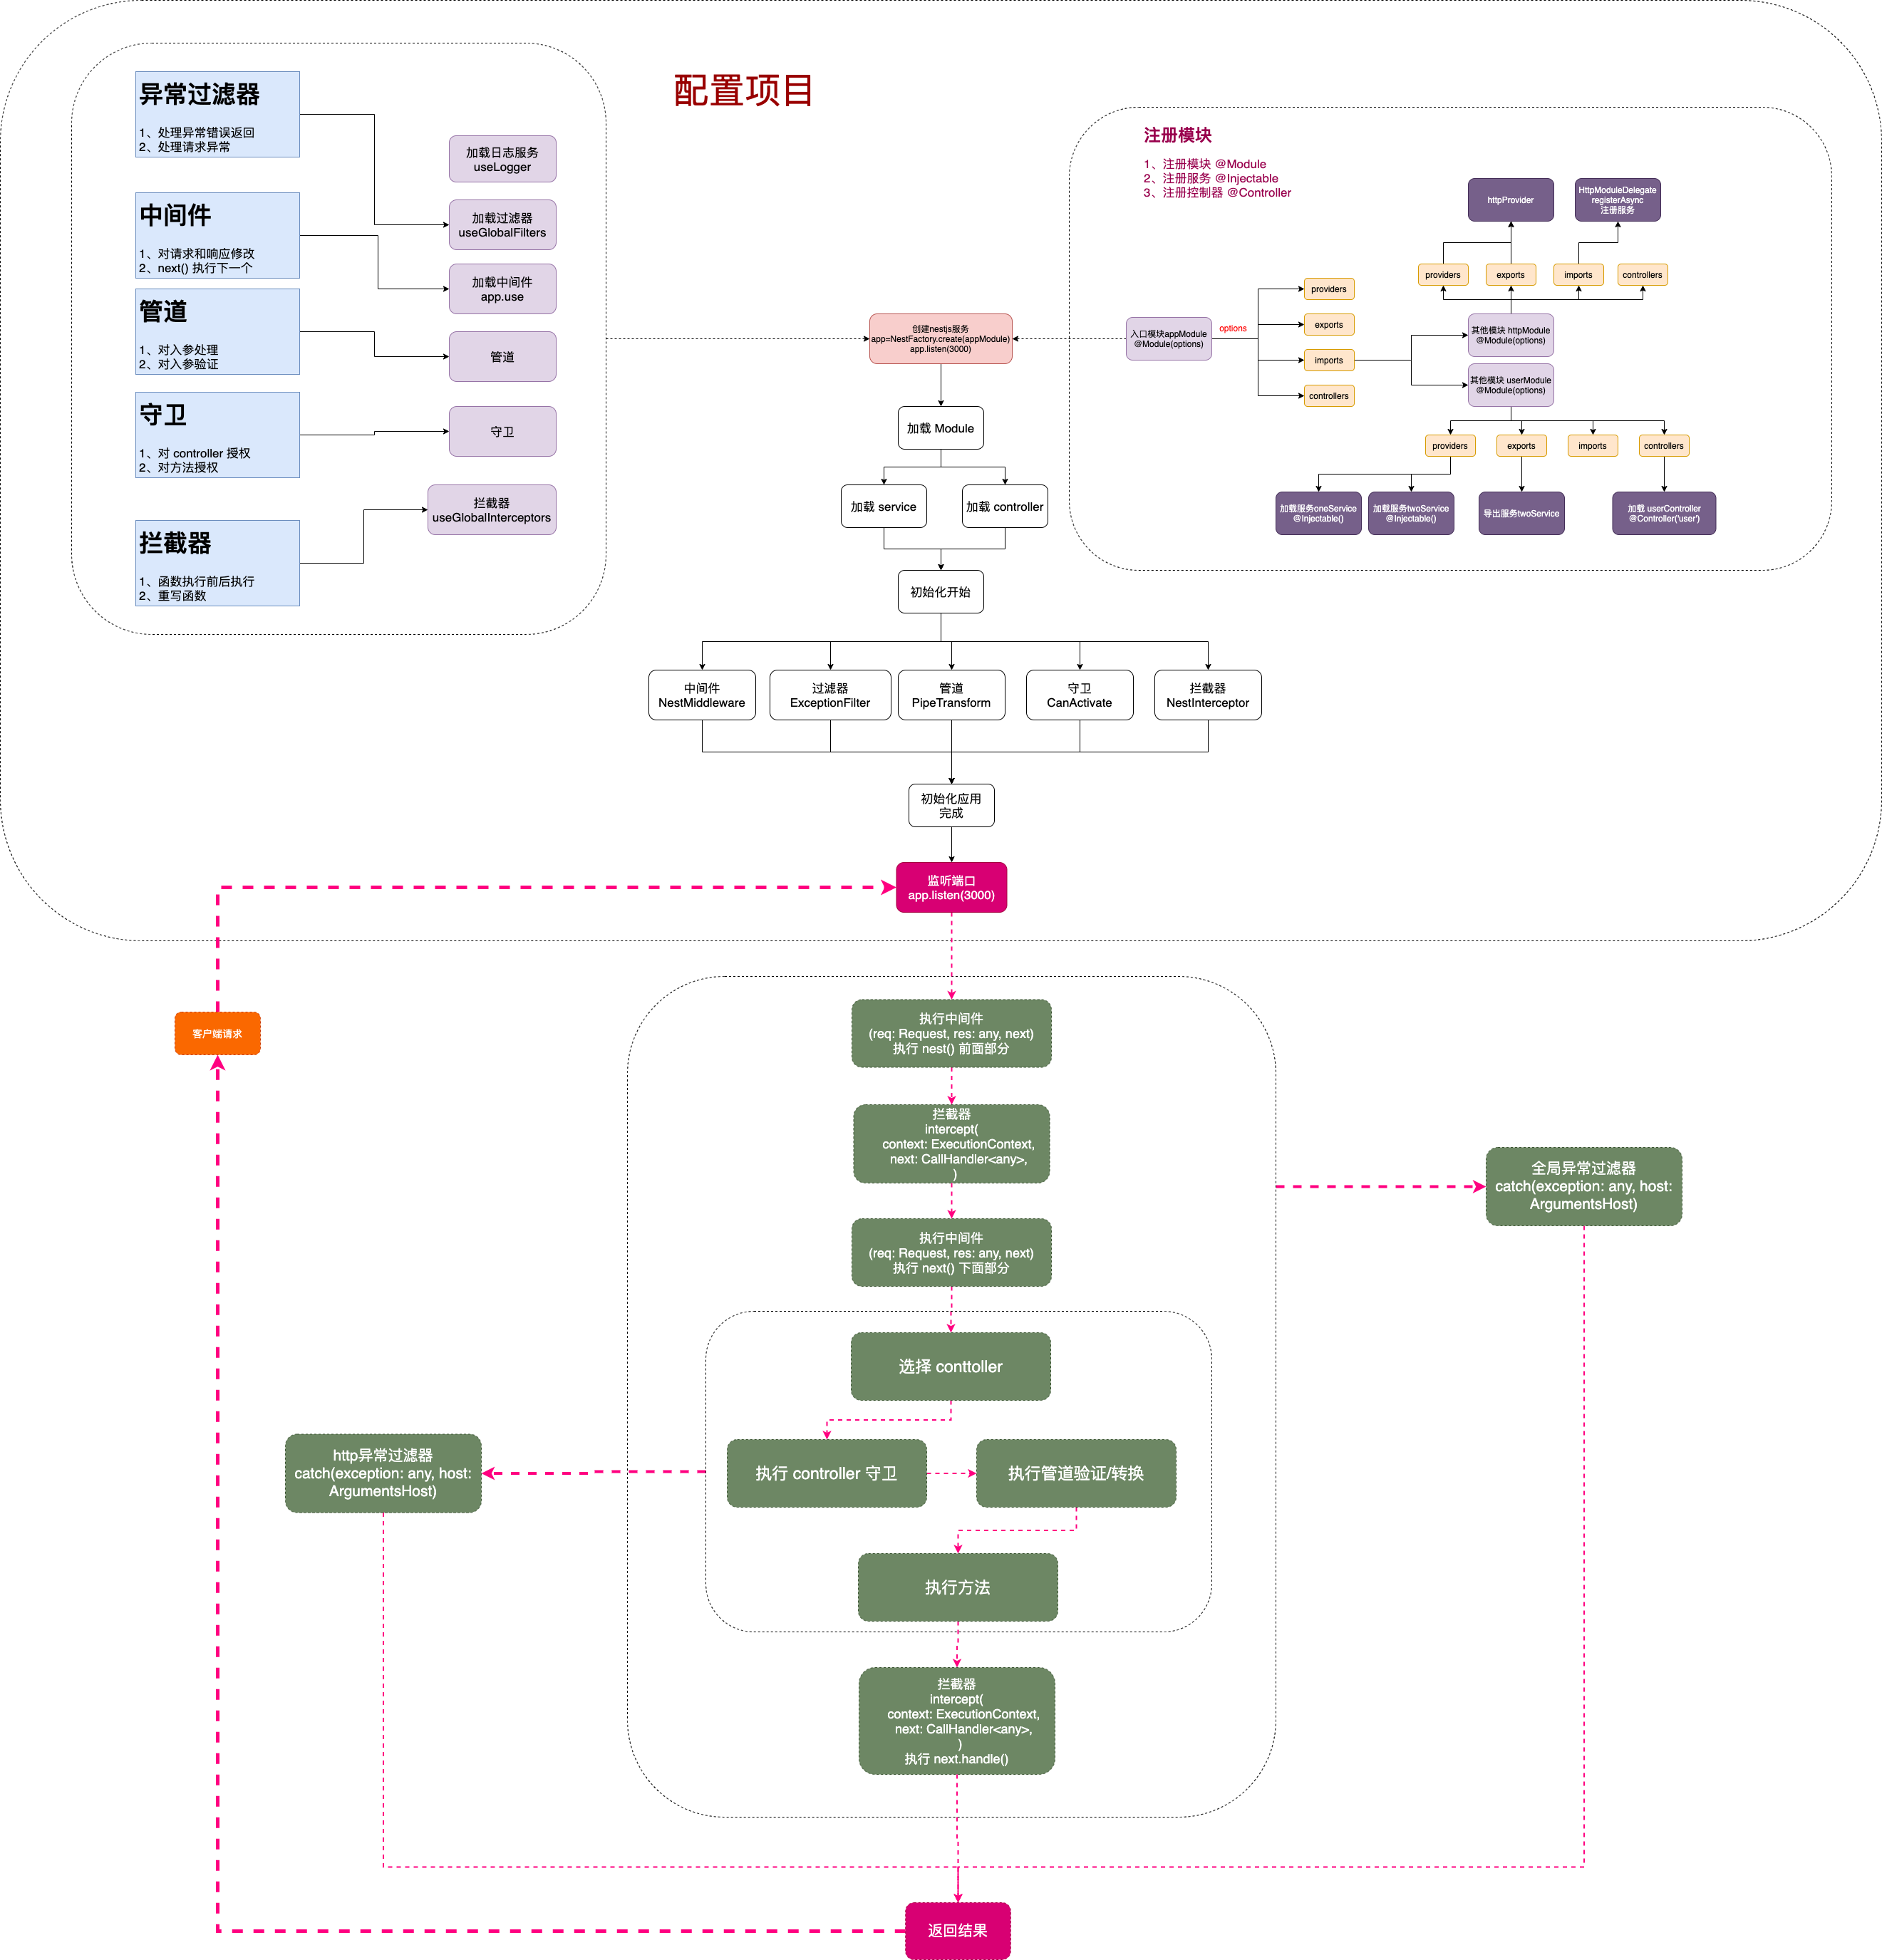 配置项目
异常过滤器
1、处理异常错误返回
2、处理请求异常
中间件
1、对请求和响应修改
2、next() 执行下一个
管道
1、对入参处理
2、对入参验证
守卫
1、对 controller 授权
2、对方法授权
拦截器
1、函数执行前后执行
2、重写函数
加载日志服务
useLogger
加载过滤器
useGlobalFilters
加载中间件
app.use
管道
守卫
拦截器
useGlobalInterceptors
注册模块
1、注册模块 @Module
2、注册服务 @Injectable
3、注册控制器 @Controller
httpProvider
HttpModuleDelegate
registerAsync
注册服务
providers
exports
imports
controllers
入口模块appModule
@Module(options)
options
providers
exports
imports
controllers
其他模块 httpModule
@Module(options)
其他模块 userModule
@Module(options)
providers
exports
imports
controllers
加载服务oneService
@Injectable()
加载服务twoService
@Injectable()
导出服务twoService
加载 userController
@Controller('user')
创建nestjs服务
app=NestFactory.create(appModule)
app.listen(3000)
加载 Module
加载 service
加载 controller
初始化开始
中间件
NestMiddleware
过滤器
ExceptionFilter
管道
PipeTransform
守卫
CanActivate
拦截器
NestInterceptor
初始化应用
完成
监听端口
app.listen(3000)
客户端请求
执行中间件
(req: Request, res: any, next)
执行 nest() 前面部分
拦截器
intercept(
context: ExecutionContext,
next: CallHandler<any>,
)
执行中间件
(req: Request, res: any, next)
执行 next() 下面部分
全局异常过滤器
catch(exception: any, host:
ArgumentsHost)
选择 conttoller
http异常过滤器
catch(exception: any, host:
ArgumentsHost)
执行 controller 守卫
执行管道验证/转换
执行方法
拦截器
intercept(
context: ExecutionContext,
next: CallHandler<any>,
)
执行 next.handle()
返回结果